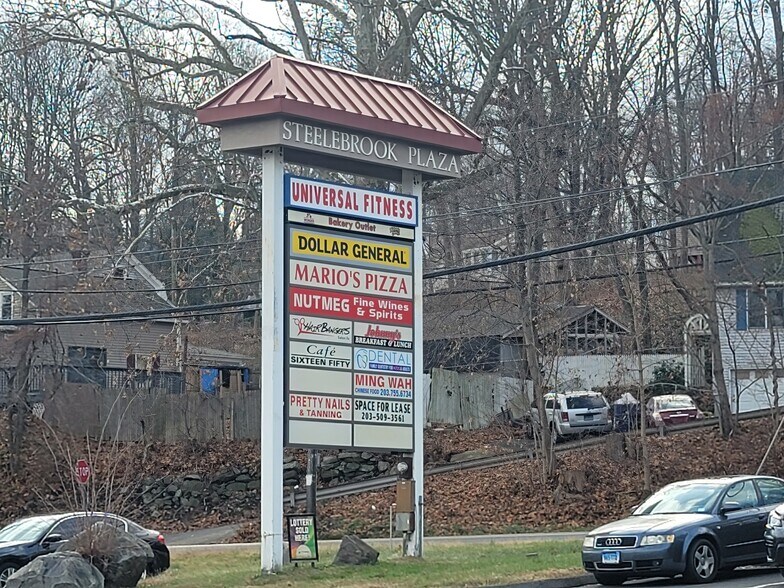 STEELEBROOK PLAZA
UNIVERSAL FITNESS
Bakery Outlet
DOLLAR GENERAL
MARIO'S PIZZA
NUTMEG Fine Wines
& Spirits
HAIRBANGERS
Johnny's
BREAKFAST & LUNCH
Café
SIXTEEN FIFTY
DENTAL
MING WAH
CHINESE FOOD 203.755.6734
PRETTY NAILS
& TANNING
SPACE FOR LEASE
203-509-3561
STOP
LOTTERY
SOLD
HERE